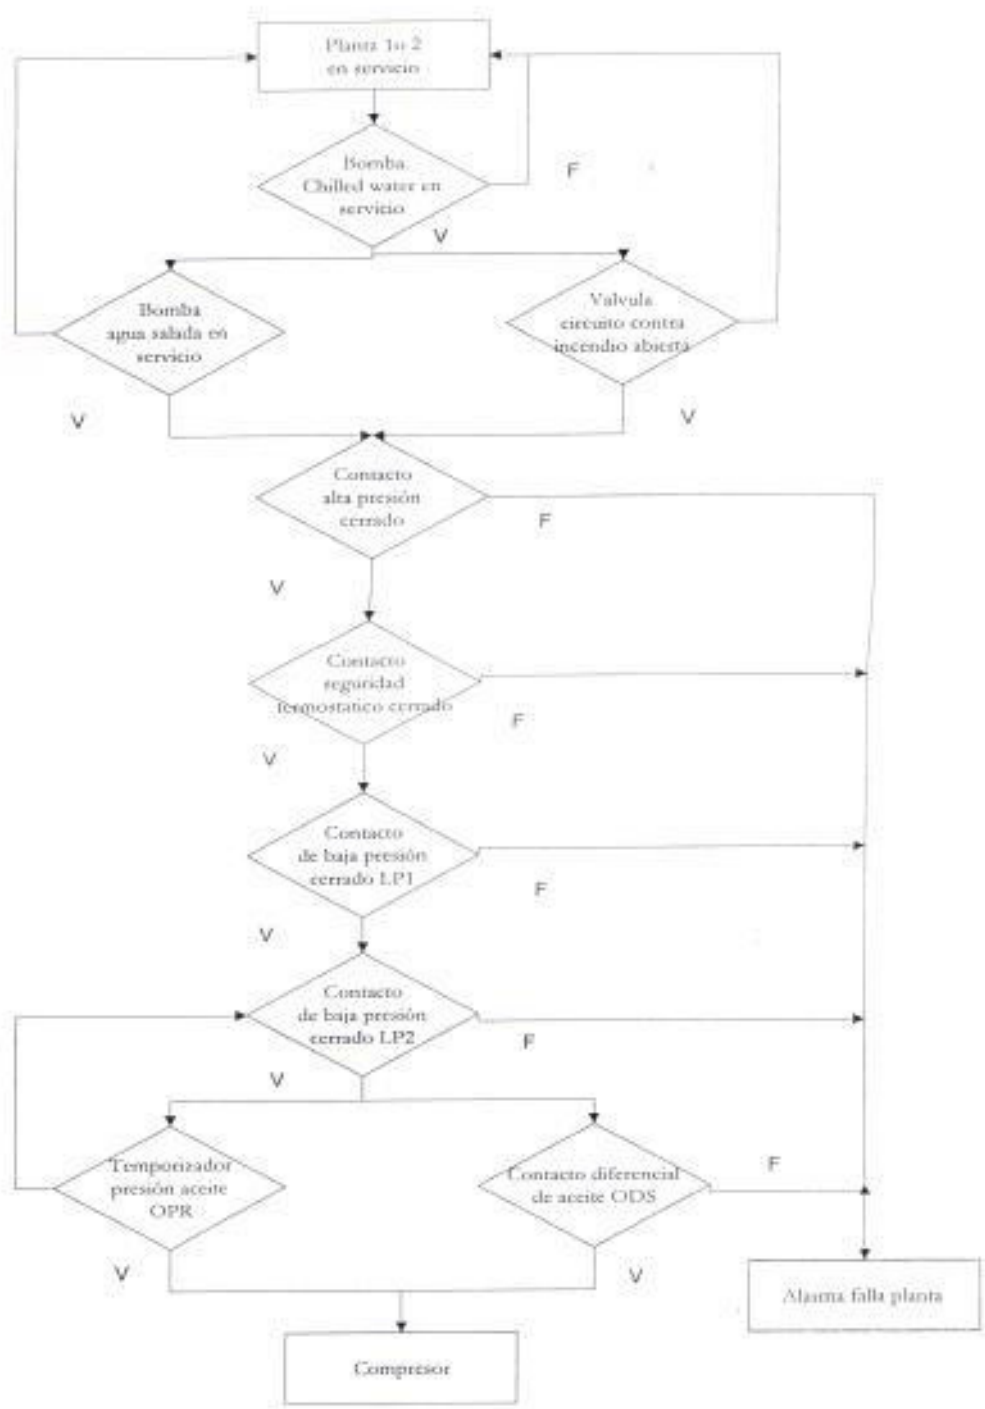 Planta 1o 2
en servicio
Bomba
Chilled water en
servicio
F
V
Bomba
agua salada en
servicio
Valvula
circuito contra
incendio abierta
V
V
Contacto
alta presión
cerrado
F
V
Contacto
seguridad
termostatico cerrado
F
V
Contacto
de baja presión
cerrado LP1
F
V
Contacto
de baja presión
cerrado LP2
F
V
Temporizador
presión aceite
OPR
Contacto diferencial
de aceite ODS
F
V
V
Alarma falla planta
Compresor